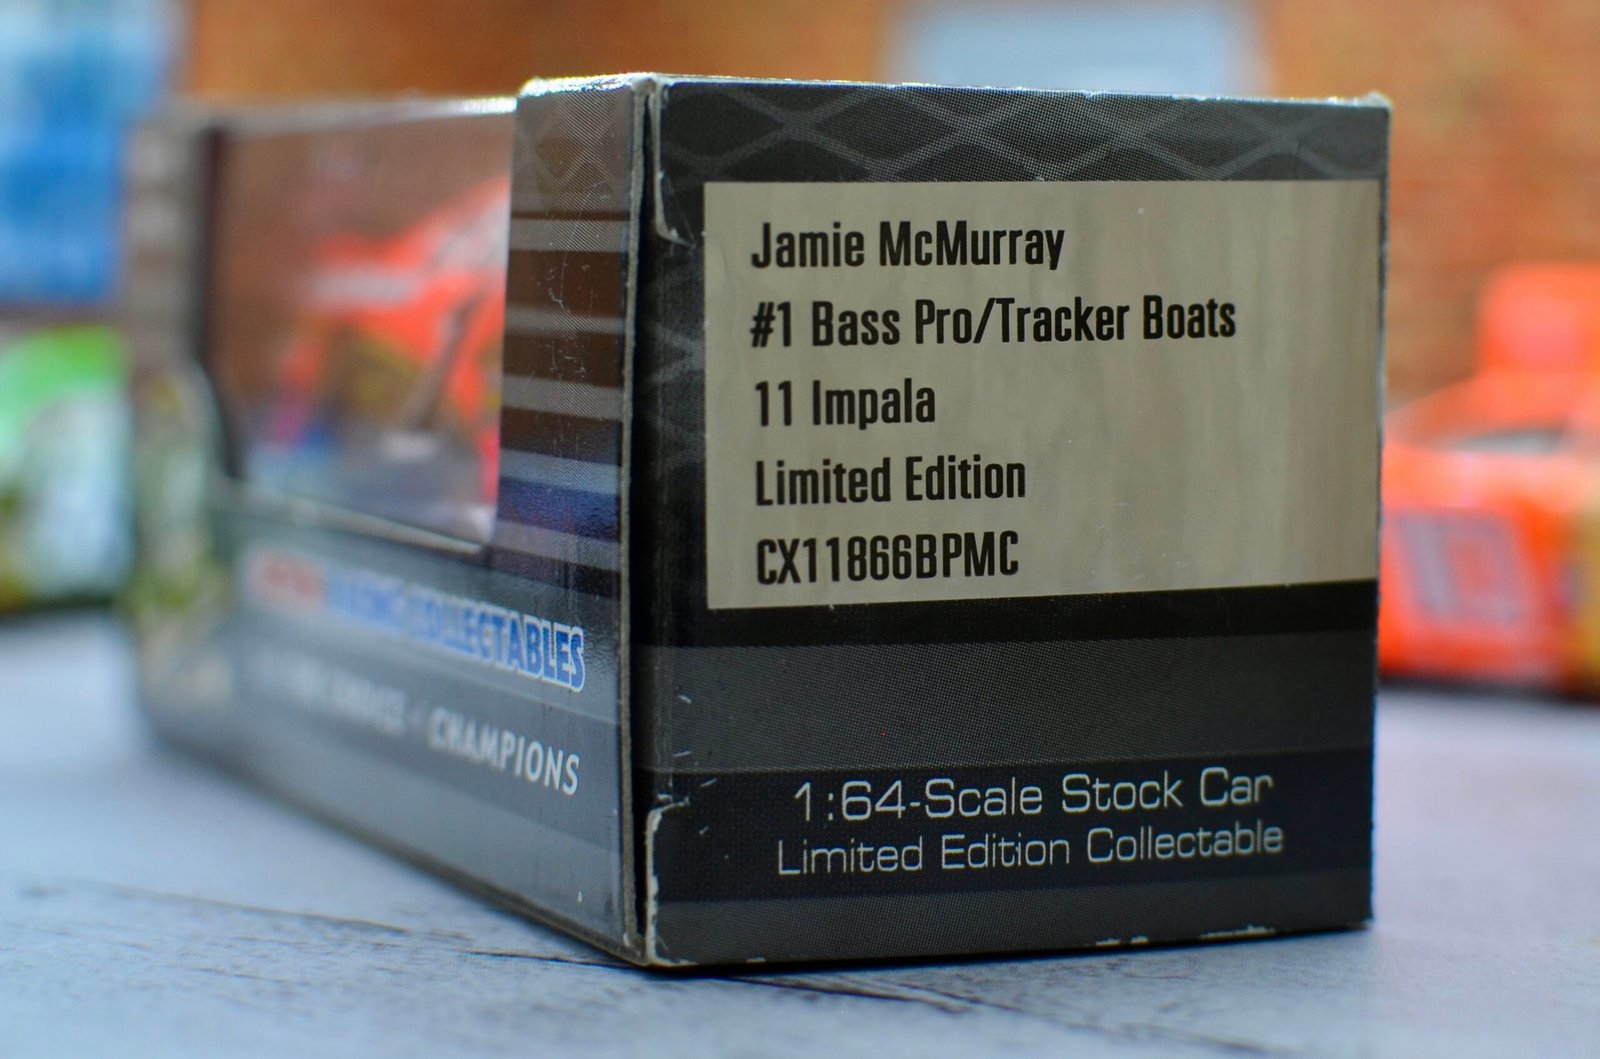 Jamie McMurray
#1 Bass Pro/Tracker Boats
11 Impala
Limited Edition
CX11866BPMC
1:64-Scale Stock Car
Limited Edition Collectable
RACING COLLECTABLES
CHAMPIONS